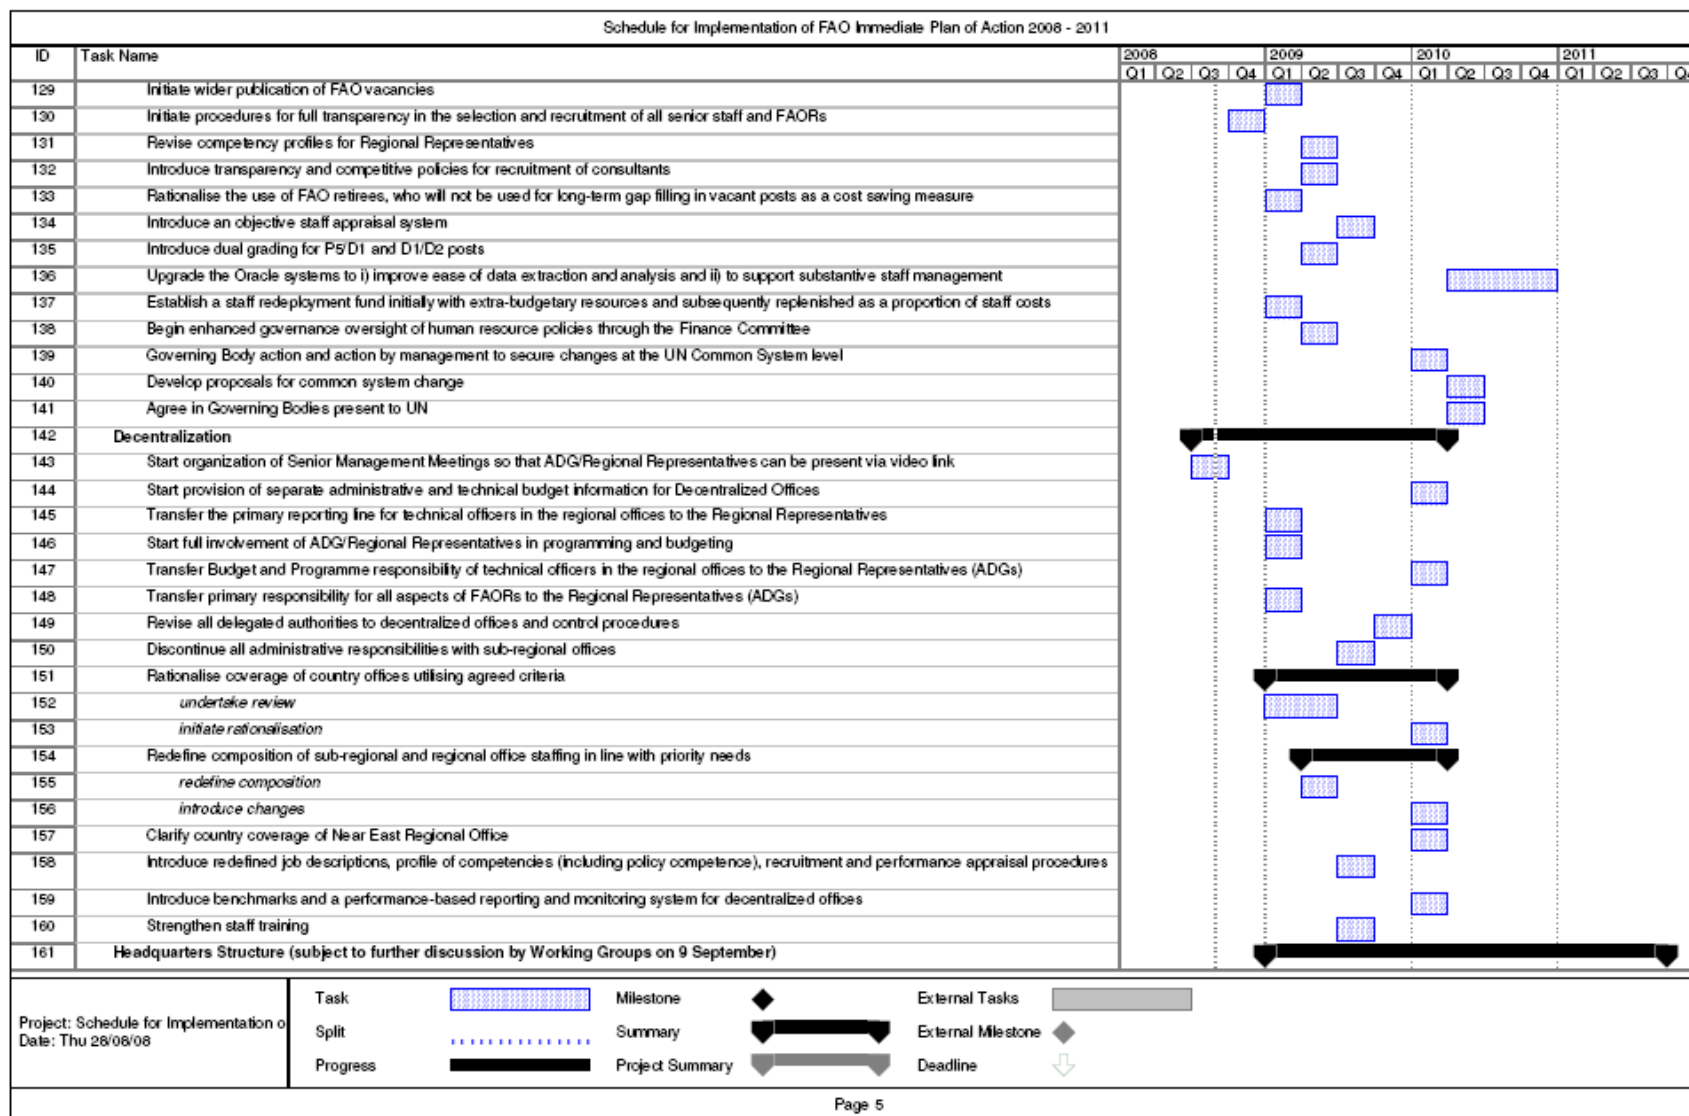 Schedule for Implementation of FAO Immediate Plan of Action 2008 - 2011
ID Task Name 2008 2009 2010 2011
Q1 Q2 Q3 Q4 Q1 Q2 Q3 Q4 Q1 Q2 Q3 Q4 Q1 Q2 Q3 Q4
129 Initiate wider publication of FAO vacancies
130 Initiate procedures for full transparency in the selection and recruitment of all senior staff and FAORs
131 Revise competency profiles for Regional Representatives
132 Introduce transparency and competitive policies for recruitment of consultants
133 Rationalise the use of FAO retirees, who will not be used for long-term gap filling in vacant posts as a cost saving measure
134 Introduce an objective staff appraisal system
135 Introduce dual grading for P5/D1 and D1/D2 posts
136 Upgrade the Oracle systems to i) improve ease of data extraction and analysis and ii) to support substantive staff management
137 Establish a staff redeployment fund initially with extra-budgetary resources and subsequently replenished as a proportion of staff costs
138 Begin enhanced governance oversight of human resource policies through the Finance Committee
139 Governing Body action and action by management to secure changes at the UN Common System level
140 Develop proposals for common system change
141 Agree in Governing Bodies present to UN
142 Decentralization
143 Start organization of Senior Management Meetings so that ADG/Regional Representatives can be present via video link
144 Start provision of separate administrative and technical budget information for Decentralized Offices
145 Transfer the primary reporting line for technical officers in the regional offices to the Regional Representatives
146 Start full involvement of ADG/Regional Representatives in programming and budgeting
147 Transfer Budget and Programme responsibility of technical officers in the regional offices to the Regional Representatives (ADGs)
148 Transfer primary responsibility for all aspects of FAORs to the Regional Representatives (ADGs)
149 Revise all delegated authorities to decentralized offices and control procedures
150 Discontinue all administrative responsibilities with sub-regional offices
151 Rationalise coverage of country offices utilising agreed criteria
152 undertake review
153 initiate rationalisation
154 Redefine composition of sub-regional and regional office staffing in line with priority needs
155 redefine composition
156 introduce changes
157 Clarify country coverage of Near East Regional Office
158 Introduce redefined job descriptions, profile of competencies (including policy competence), recruitment and performance appraisal procedures
159 Introduce benchmarks and a performance-based reporting and monitoring system for decentralized offices
160 Strengthen staff training
161 Headquarters Structure (subject to further discussion by Working Groups on 9 September)
Project: Schedule for Implementation o
Date: Thu 28/08/08
Task Milestone External Tasks
Split Summary External Milestone
Progress Project Summary Deadline
Page 5